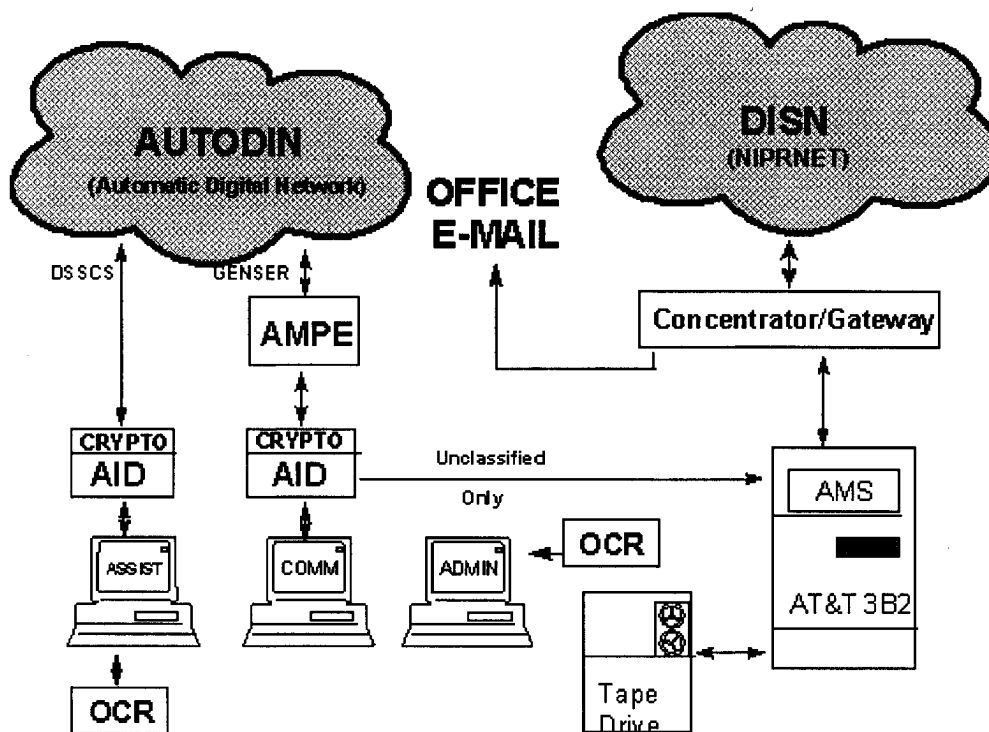 AUTODIN
(Automatic Digital Network)
DISN
(NIPRNET)
OFFICE
E-MAIL
DSSCS
GENSER
AMPE
Concentrator/Gateway
CRYPTO
AID
CRYPTO
AID
Unclassified
Only
AMS
ASSIST
COMM
ADMIN
OCR
AT&T 3B2
OCR
Tape
Drive